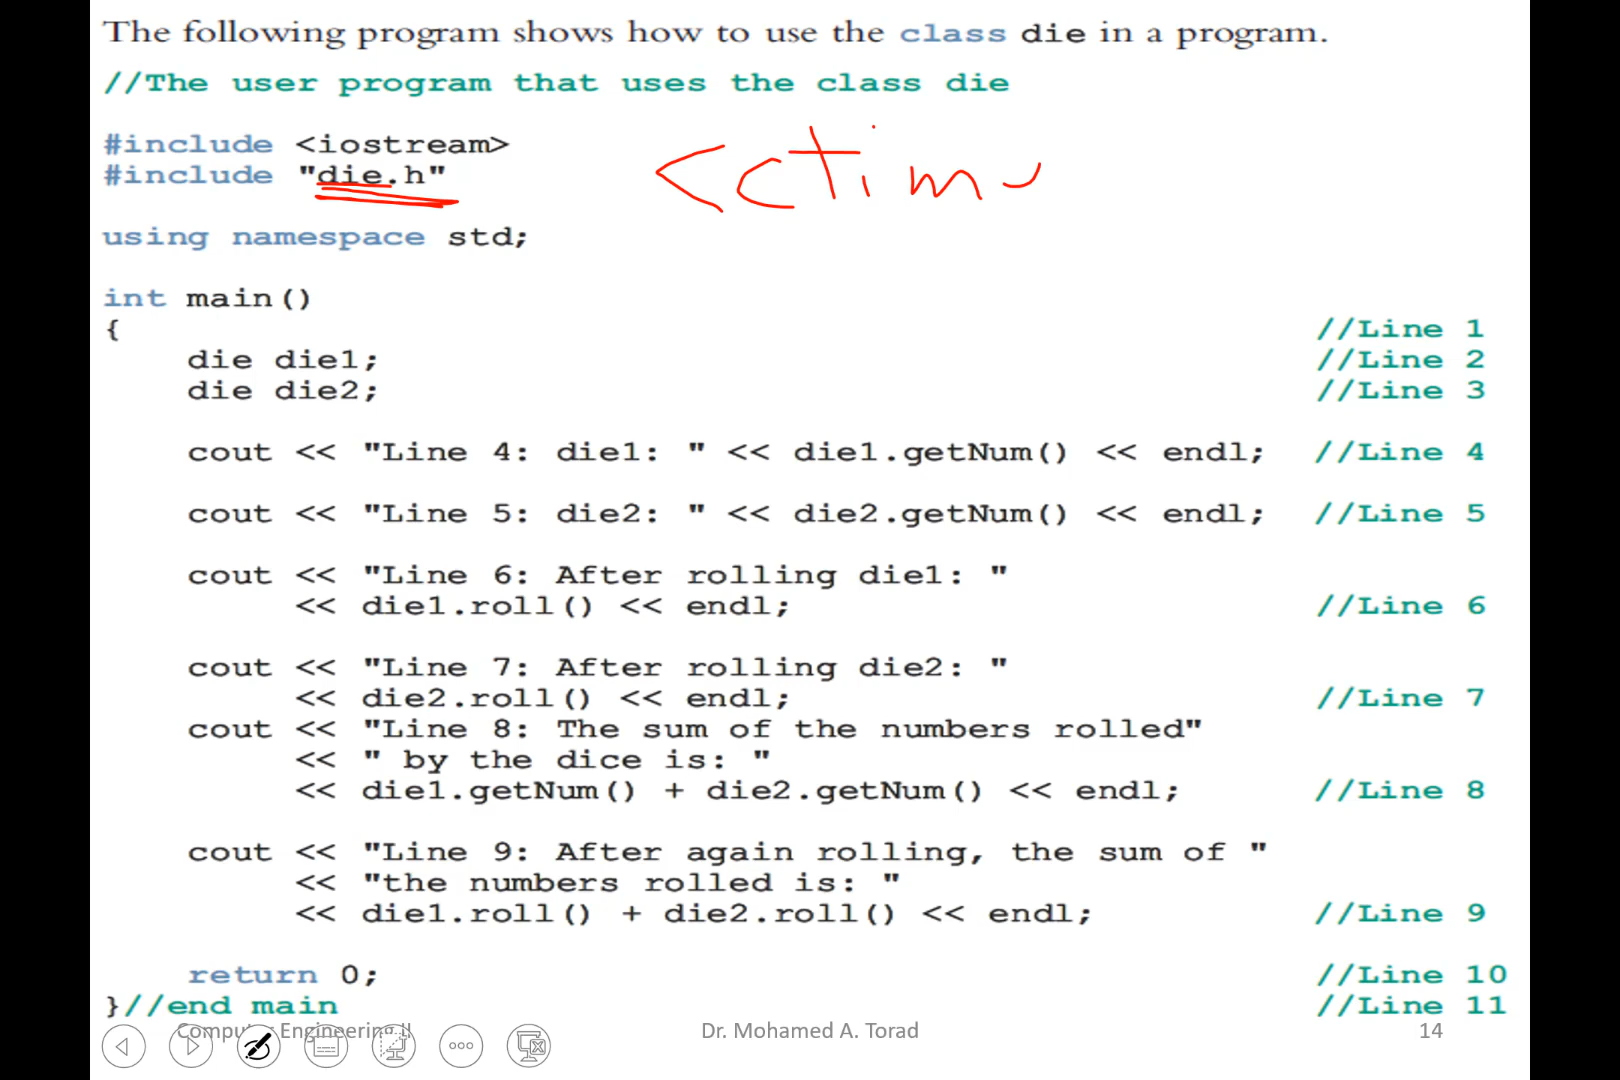 The following program shows how to use the class die in a program.
//The user program that uses the class die
#include <iostream>
#include "die.h"
<ctim
using namespace std;
int main()
{ //Line 1
die die1; //Line 2
die die2; //Line 3
cout << "Line 4: die1: " << die1.getNum() << endl; //Line 4
cout << "Line 5: die2: " << die2.getNum() << endl; //Line 5
cout << "Line 6: After rolling die1: "
<< die1.roll() << endl; //Line 6
cout << "Line 7: After rolling die2: "
<< die2.roll() << endl; //Line 7
cout << "Line 8: The sum of the numbers rolled"
<< " by the dice is: "
<< die1.getNum() + die2.getNum() << endl; //Line 8
cout << "Line 9: After again rolling, the sum of "
<< "the numbers rolled is: "
<< die1.roll() + die2.roll() << endl; //Line 9
return 0; //Line 10
}//end main //Line 11
Computer Engineering II Dr. Mohamed A. Torad 14